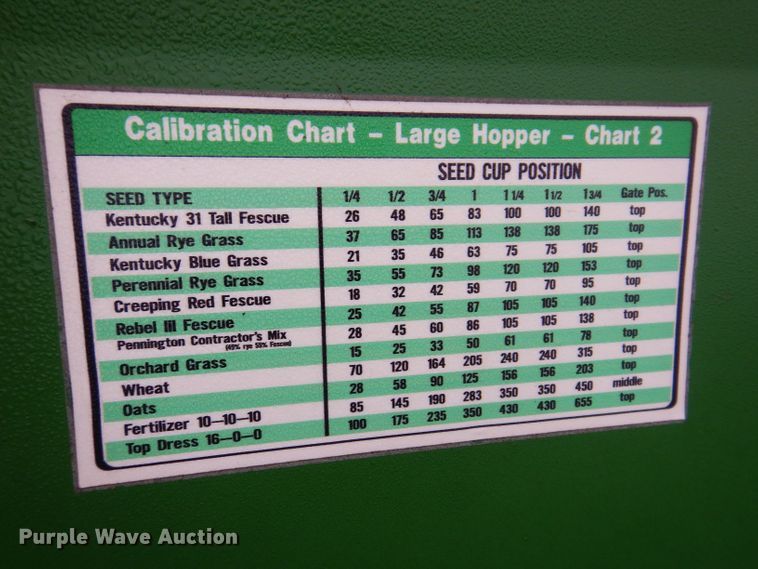 Calibration Chart – Large Hopper – Chart 2
SEED CUP POSITION
SEED TYPE 1/4 1/2 3/4 1 1 1/4 1 1/2 1 3/4 Gate Pos.
Kentucky 31 Tall Fescue 26 48 65 83 100 100 140 top
Annual Rye Grass 37 65 85 113 138 138 175 top
Kentucky Blue Grass 21 35 46 63 75 75 105 top
Perennial Rye Grass 35 55 73 98 120 120 153 top
Creeping Red Fescue 18 32 42 59 70 70 95 top
Rebel III Fescue 25 42 55 87 105 105 140 top
Pennington Contractor's Mix 28 45 60 86 105 105 138 top
(45% rye 55% Fescue)
Orchard Grass 15 25 33 50 61 61 78 top
Wheat 70 120 164 205 240 240 315 top
Oats 28 58 90 125 156 156 203 top
Fertilizer 10–10–10 85 145 190 283 350 350 450 middle
Top Dress 16–0–0 100 175 235 350 430 430 655 top
Purple Wave Auction